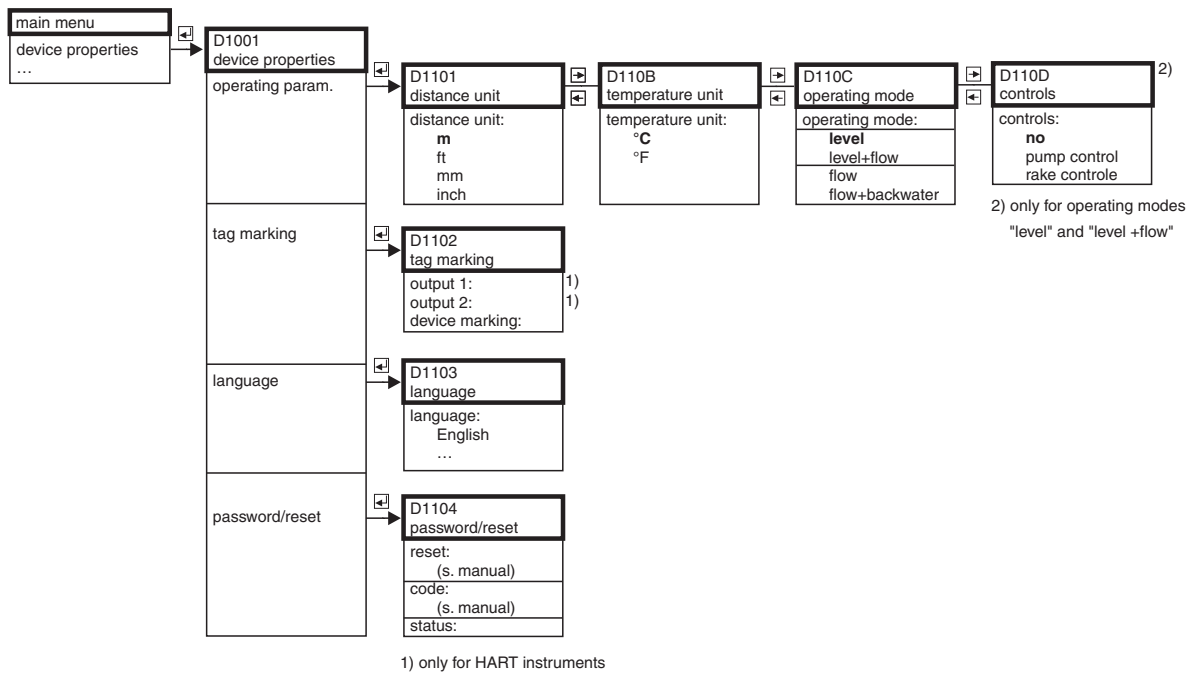 main menu
device properties
…
D1001
device properties
operating param.
D1101
distance unit
distance unit:
m
ft
mm
inch
D110B
temperature unit
temperature unit:
°C
°F
D110C
operating mode
operating mode:
level
level+flow
flow
flow+backwater
D110D
controls
2)
controls:
no
pump control
rake controle
2) only for operating modes
"level" and "level +flow"
tag marking
D1102
tag marking
output 1: 1)
output 2: 1)
device marking:
language
D1103
language
language:
English
…
password/reset
D1104
password/reset
reset:
(s. manual)
code:
(s. manual)
status:
1) only for HART instruments